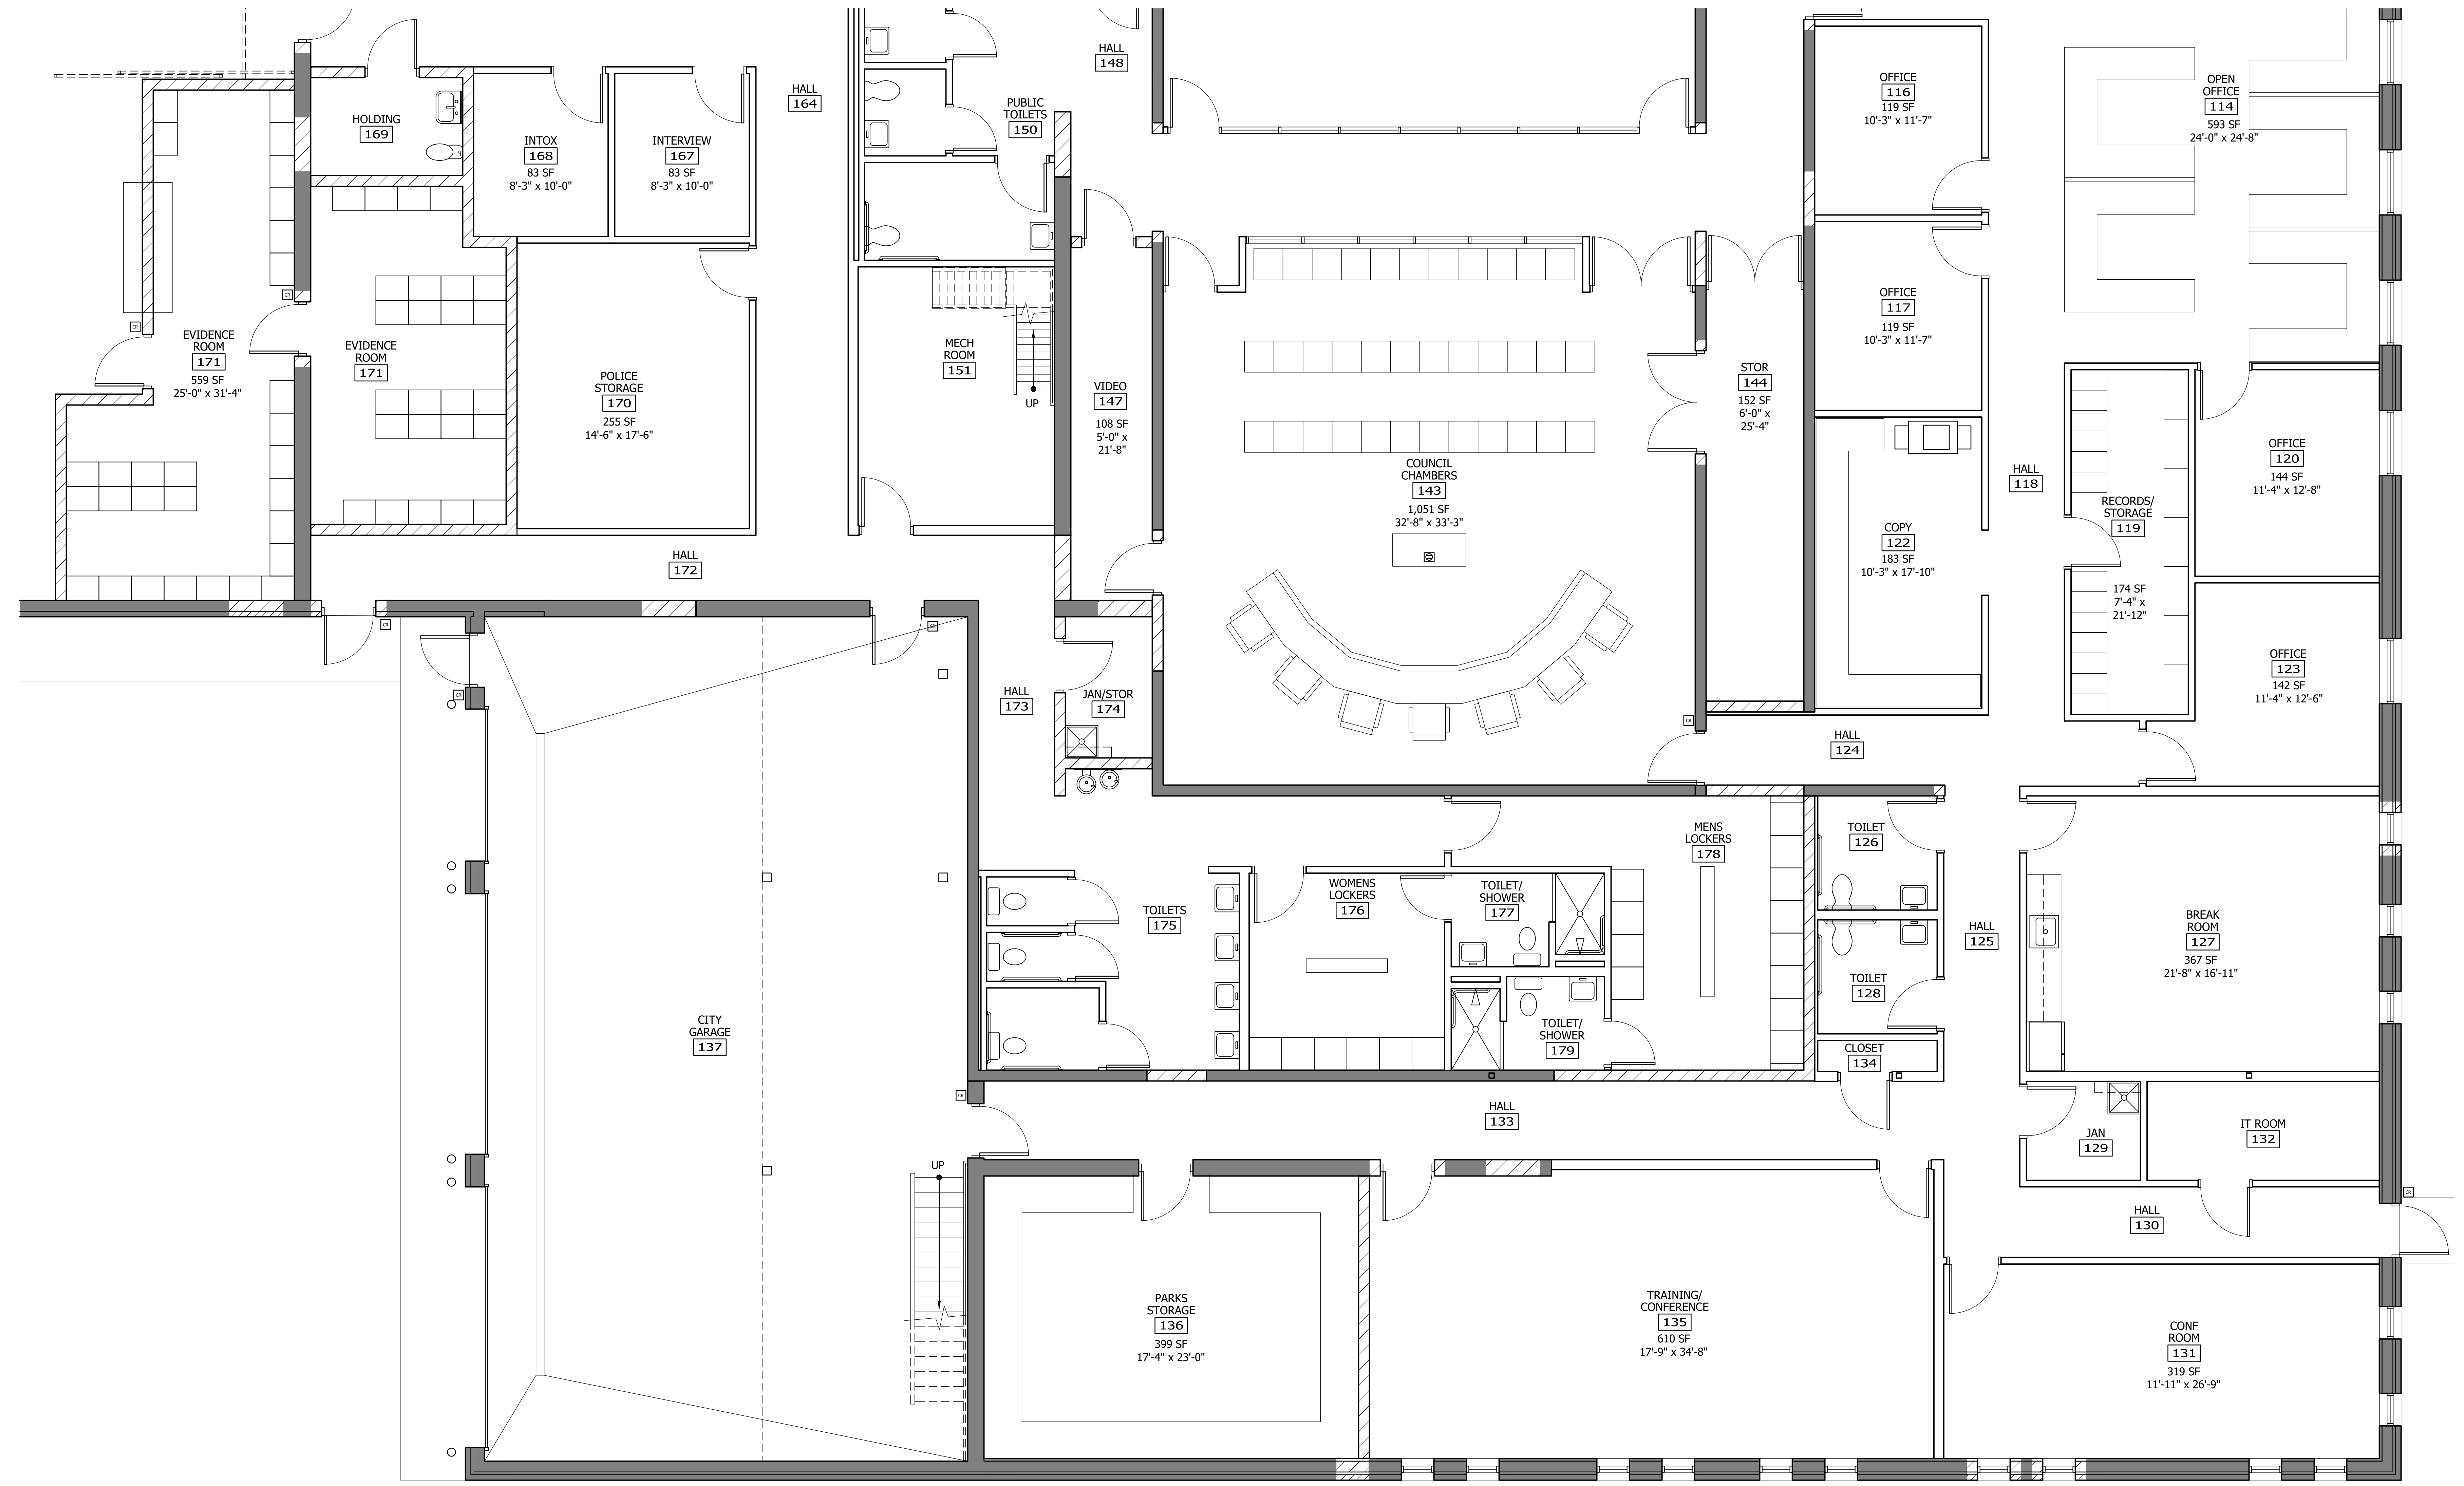 HALL
148
HALL
164
PUBLIC
TOILETS
150
HOLDING
169
INTOX
168
83 SF
8'-3" x 10'-0"
INTERVIEW
167
83 SF
8'-3" x 10'-0"
OFFICE
116
119 SF
10'-3" x 11'-7"
OPEN
OFFICE
114
593 SF
24'-0" x 24'-8"
CR
CR
EVIDENCE
ROOM
171
559 SF
25'-0" x 31'-4"
EVIDENCE
ROOM
171
POLICE
STORAGE
170
255 SF
14'-6" x 17'-6"
MECH
ROOM
151
UP
VIDEO
147
108 SF
5'-0" x
21'-8"
COUNCIL
CHAMBERS
143
1,051 SF
32'-8" x 33'-3"
STOR
144
152 SF
6'-0" x
25'-4"
OFFICE
117
119 SF
10'-3" x 11'-7"
COPY
122
183 SF
10'-3" x 17'-10"
HALL
118
RECORDS/
STORAGE
119
174 SF
7'-4" x
21'-12"
OFFICE
120
144 SF
11'-4" x 12'-8"
OFFICE
123
142 SF
11'-4" x 12'-6"
HALL
172
CR
CR
CR
HALL
173
JAN/STOR
174
CR
HALL
124
TOILETS
175
WOMENS
LOCKERS
176
TOILET/
SHOWER
177
MENS
LOCKERS
178
TOILET/
SHOWER
179
TOILET
126
TOILET
128
CLOSET
134
HALL
125
BREAK
ROOM
127
367 SF
21'-8" x 16'-11"
CITY
GARAGE
137
CR
UP
HALL
133
JAN
129
IT ROOM
132
CR
HALL
130
PARKS
STORAGE
136
399 SF
17'-4" x 23'-0"
TRAINING/
CONFERENCE
135
610 SF
17'-9" x 34'-8"
CONF
ROOM
131
319 SF
11'-11" x 26'-9"